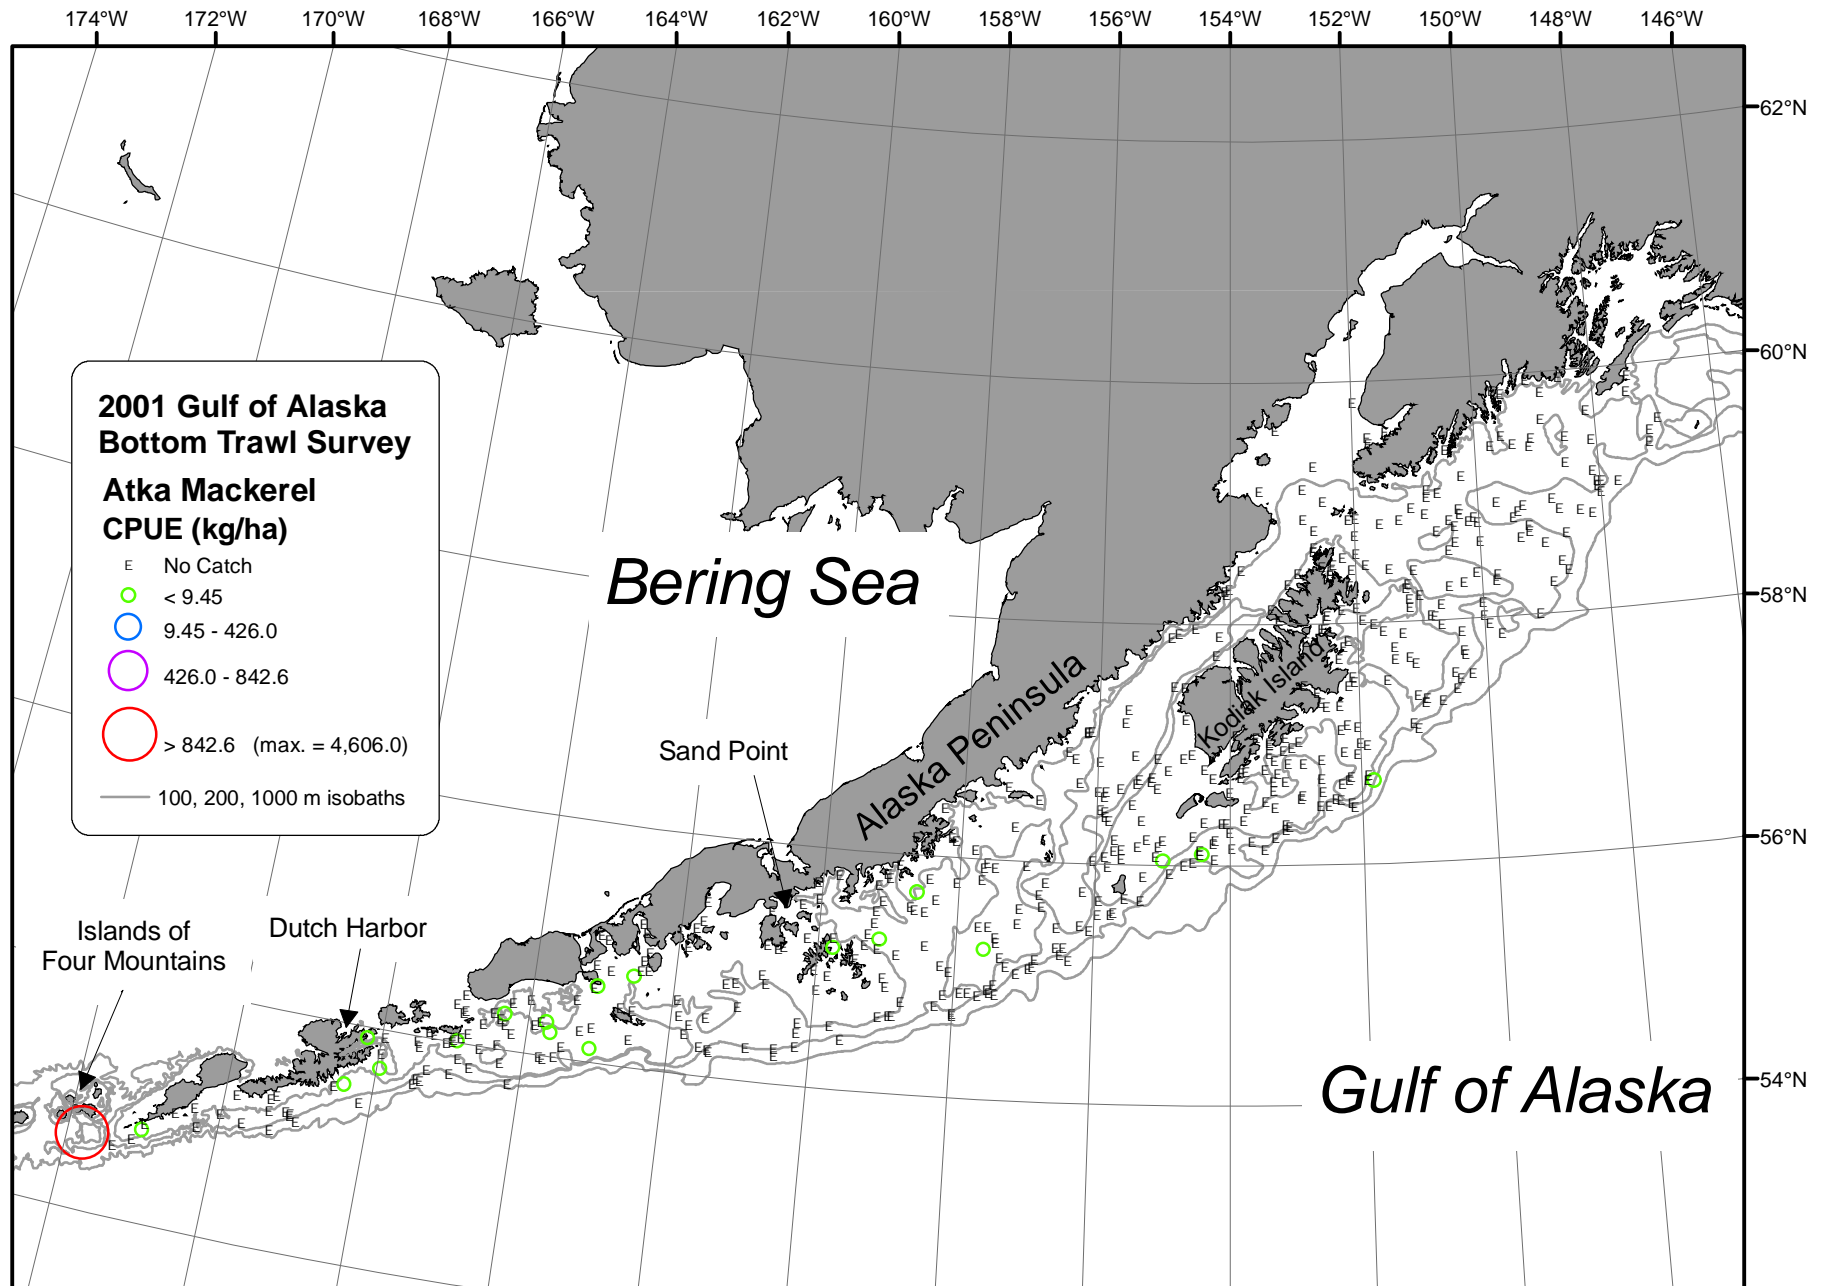 174°W 172°W 170°W 168°W 166°W 164°W 162°W 160°W 158°W 156°W 154°W 152°W 150°W 148°W 146°W
62°N
60°N
58°N
56°N
54°N
2001 Gulf of Alaska
Bottom Trawl Survey
Atka Mackerel
CPUE (kg/ha)
E No Catch
< 9.45
9.45 - 426.0
426.0 - 842.6
> 842.6 (max. = 4,606.0)
100, 200, 1000 m isobaths
Bering Sea
Alaska Peninsula
Kodiak Island
Sand Point
Dutch Harbor
Islands of
Four Mountains
Gulf of Alaska